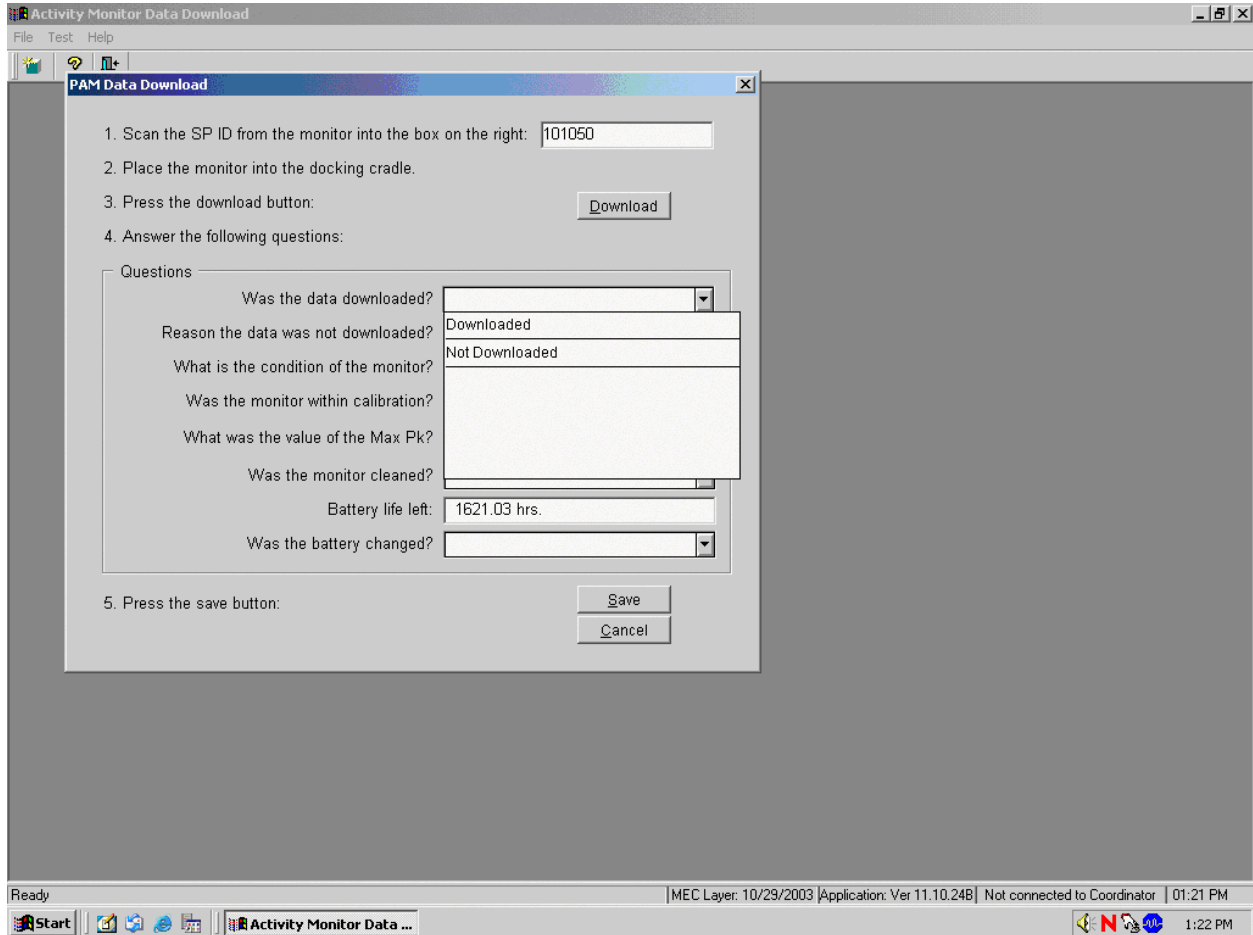 Activity Monitor Data Download
File Test Help
PAM Data Download
1. Scan the SP ID from the monitor into the box on the right: 101050
2. Place the monitor into the docking cradle.
3. Press the download button: Download
4. Answer the following questions:
Questions
Was the data downloaded?
Downloaded
Reason the data was not downloaded?
Not Downloaded
What is the condition of the monitor?
Was the monitor within calibration?
What was the value of the Max Pk?
Was the monitor cleaned?
Battery life left: 1621.03 hrs.
Was the battery changed?
5. Press the save button: Save
Cancel
Ready MEC Layer: 10/29/2003 Application: Ver 11.10.24B Not connected to Coordinator 01:21 PM
Start Activity Monitor Data ... N 1:22 PM